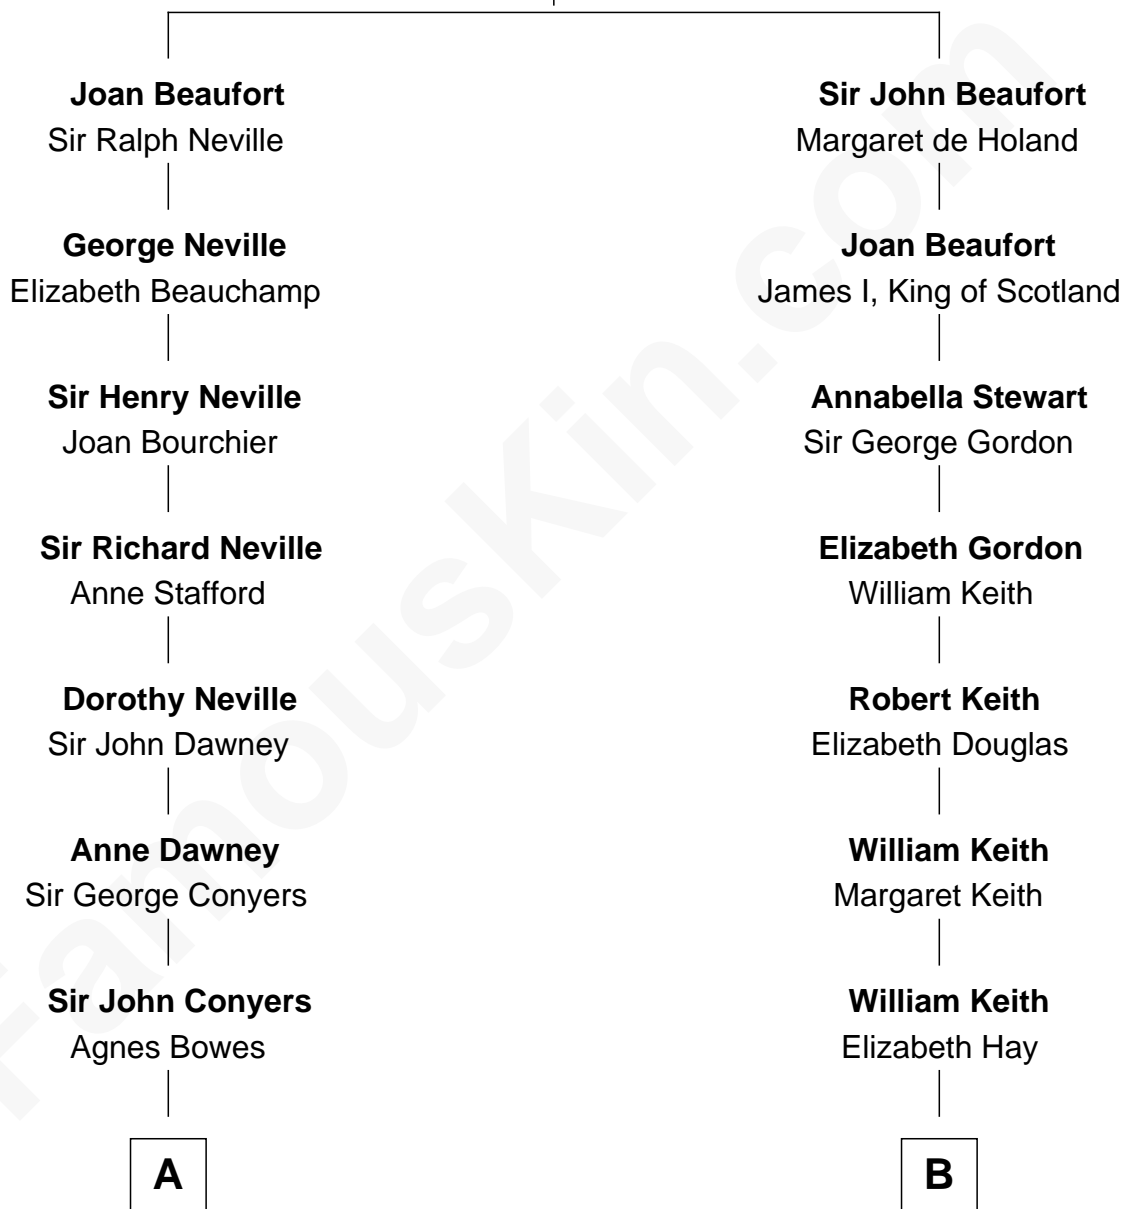 Joan Beaufort
Sir Ralph Neville
George Neville
Elizabeth Beauchamp
Sir Henry Neville
Joan Bourchier
Sir Richard Neville
Anne Stafford
Dorothy Neville
Sir John Dawney
Anne Dawney
Sir George Conyers
Sir John Conyers
Agnes Bowes
A
Sir John Beaufort
Margaret de Holand
Joan Beaufort
James I, King of Scotland
Annabella Stewart
Sir George Gordon
Elizabeth Gordon
William Keith
Robert Keith
Elizabeth Douglas
William Keith
Margaret Keith
William Keith
Elizabeth Hay
B
FamousKin.com